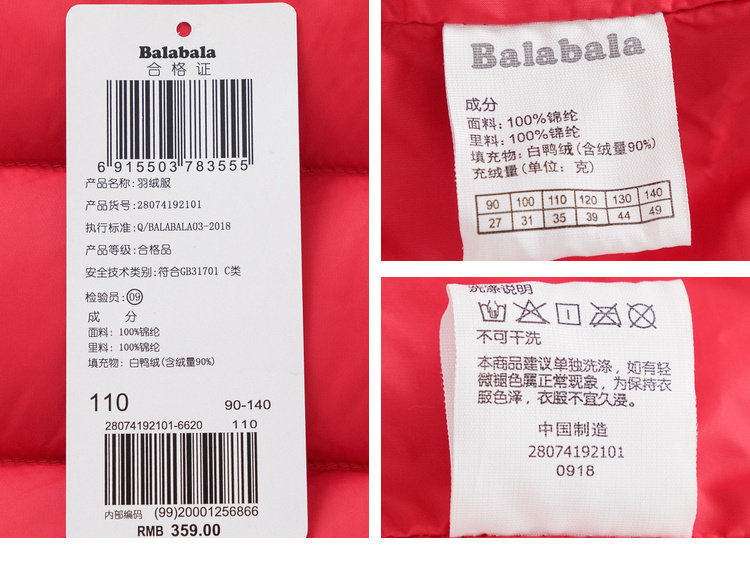 Balabala
合格证
6 915503 783555
产品名称: 羽绒服
产品货号: 28074192101
执行标准: Q/BALABALA03-2018
产品等级: 合格品
安全技术类别: 符合GB31701 C类
检验员: 09
成 分
面料: 100%锦纶
里料: 100%锦纶
填充物: 白鸭绒(含绒量90%)
110 90-140
28074192101-6620 110
内部编码 (99)20001256866
RMB 359.00
Balabala
成分
面料: 100%锦纶
里料: 100%锦纶
填充物: 白鸭绒(含绒量90%)
充绒量(单位: 克)
90 100 110 120 130 140
27 31 35 39 44 49
洗涤说明
不可干洗
本商品建议单独洗涤, 如有轻
微褪色属正常现象, 为保持衣
服色泽, 衣服不宜久浸。
中国制造
28074192101
0918